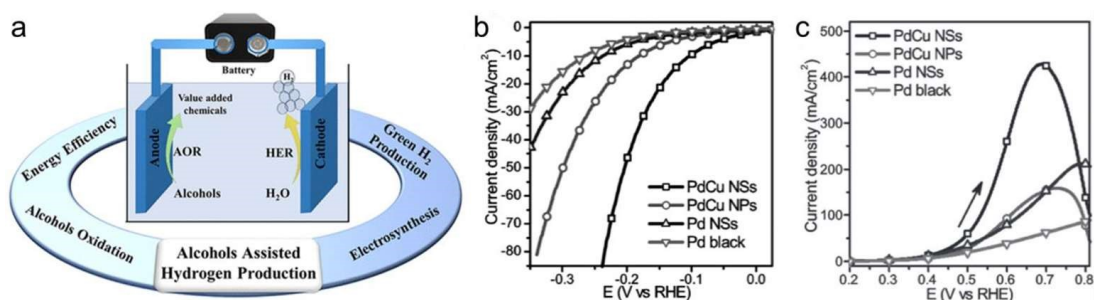 a
Battery
H₂
Value added
chemicals
Anode
AOR
Alcohols
HER
H₂O
Cathode
Energy Efficiency
Green H₂
Production
Alcohols Oxidation
Electrosynthesis
Alcohols Assisted
Hydrogen Production
b
Current density (mA/cm²)
0
-10
-20
-30
-40
-50
-60
-70
-80
PdCu NSs
PdCu NPs
Pd NSs
Pd black
-0.3
-0.2
-0.1
0.0
E (V vs RHE)
c
Current density (mA/cm²)
500
400
300
200
100
0
PdCu NSs
PdCu NPs
Pd NSs
Pd black
0.2
0.3
0.4
0.5
0.6
0.7
0.8
E (V vs RHE)